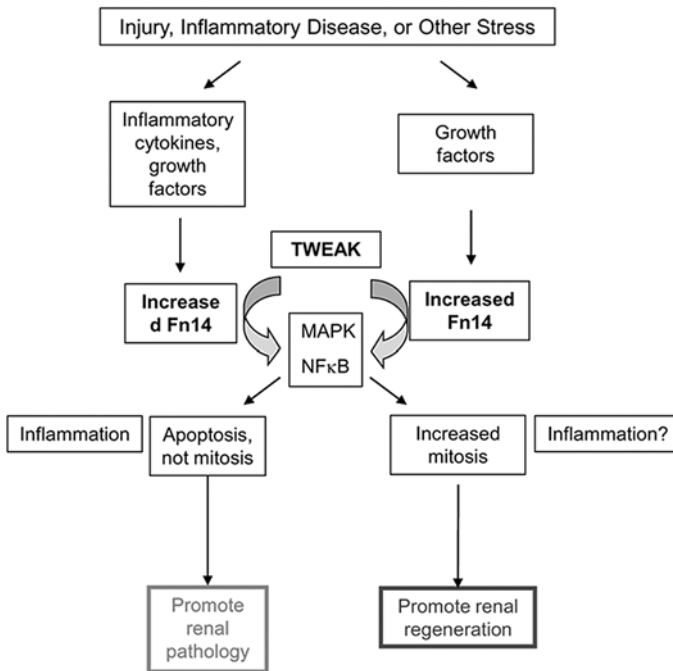 Injury, Inflammatory Disease, or Other Stress
Inflammatory
cytokines,
growth
factors
Growth
factors
TWEAK
Increase
d Fn14
Increased
Fn14
MAPK
NFκB
Inflammation
Apoptosis,
not mitosis
Increased
mitosis
Inflammation?
Promote
renal
pathology
Promote renal
regeneration